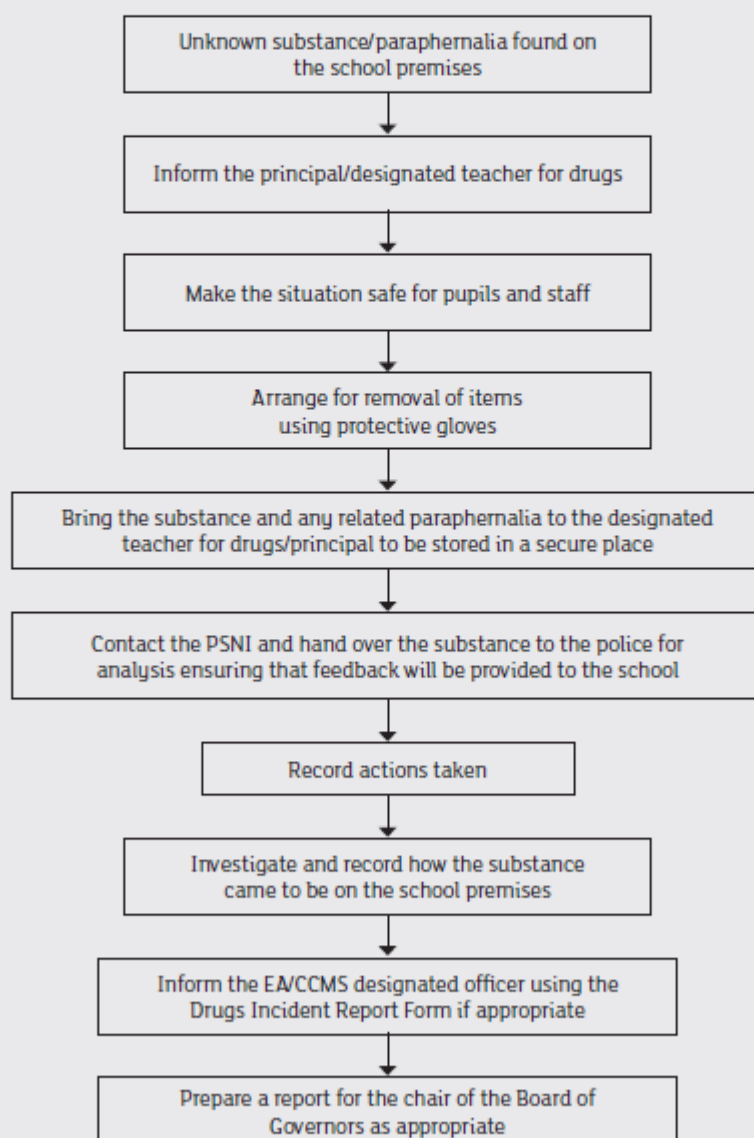 Unknown substance/paraphernalia found on
the school premises
Inform the principal/designated teacher for drugs
Make the situation safe for pupils and staff
Arrange for removal of items
using protective gloves
Bring the substance and any related paraphernalia to the designated
teacher for drugs/principal to be stored in a secure place
Contact the PSNI and hand over the substance to the police for
analysis ensuring that feedback will be provided to the school
Record actions taken
Investigate and record how the substance
came to be on the school premises
Inform the EA/CCMS designated officer using the
Drugs Incident Report Form if appropriate
Prepare a report for the chair of the Board of
Governors as appropriate